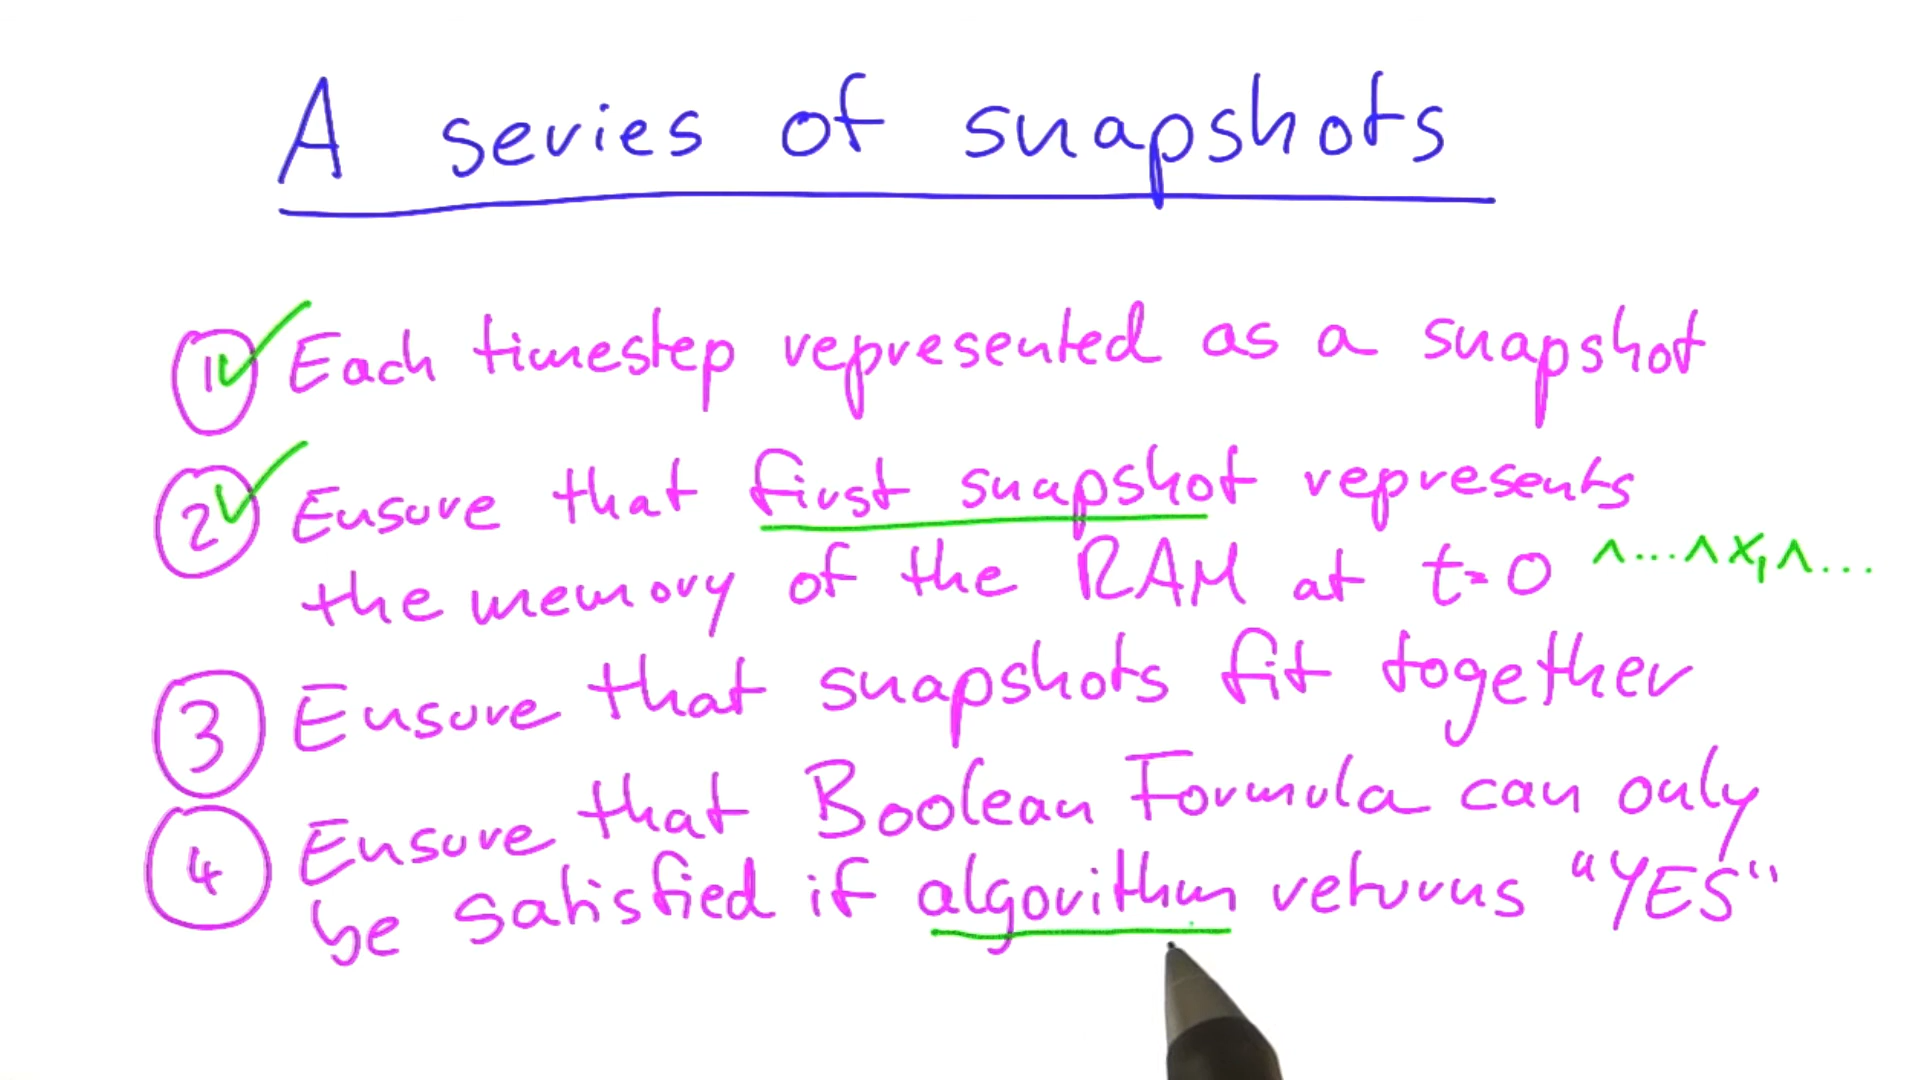 A series of snapshots
1 Each timestep represented as a snapshot
2 Ensure that first snapshot represents
the memory of the RAM at t=0 ∧...∧x₁∧...
3 Ensure that snapshots fit together
4 Ensure that Boolean Formula can only
be satisfied if algorithm returns "YES"